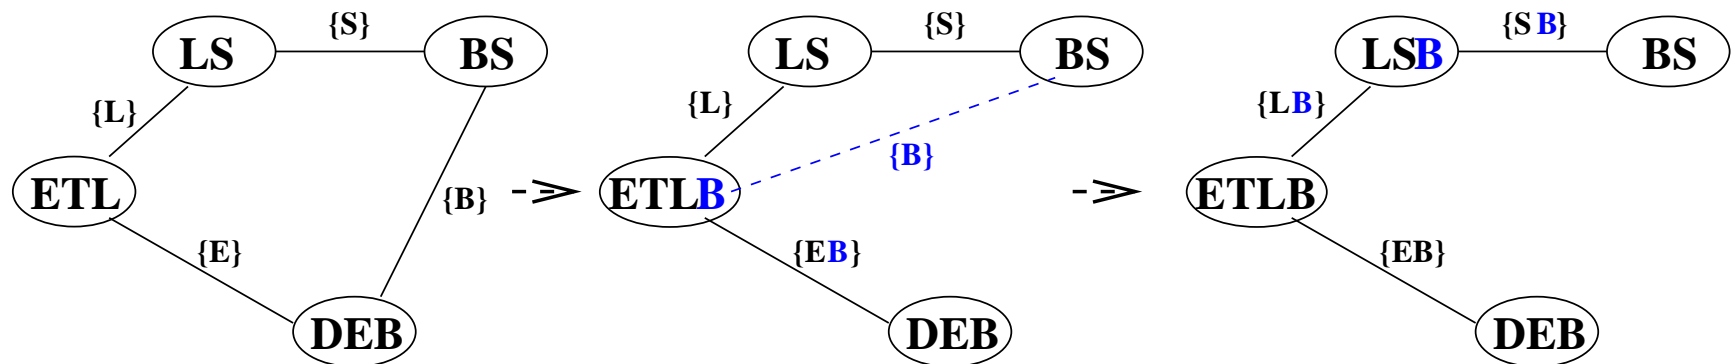 LS {S} BS
{L}
ETL
{B}
{E}
DEB
LS {S} BS
{L}
{B}
ETLB
{EB}
DEB
LSB {S B} BS
{LB}
ETLB
{EB}
DEB